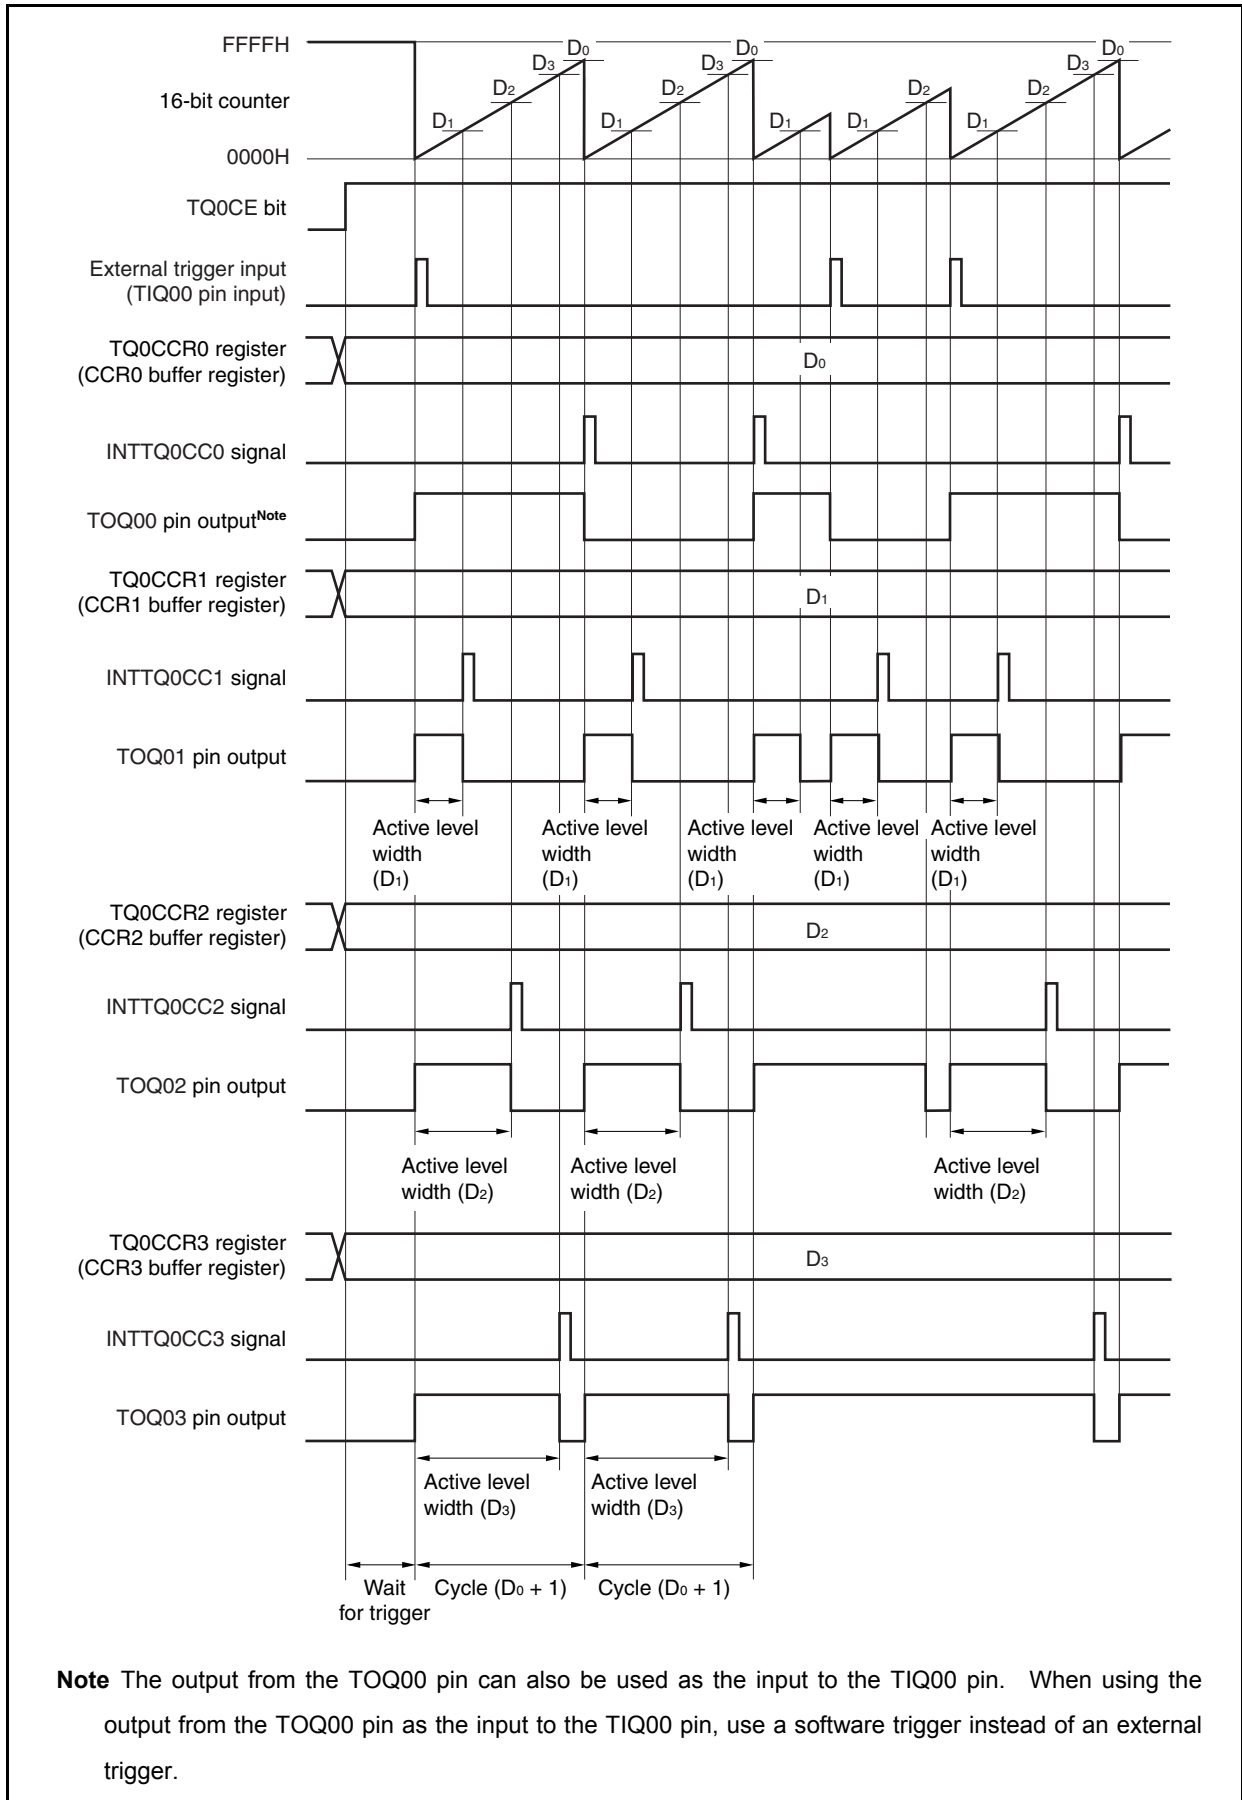 FFFFH
16-bit counter
0000H
D1 D2 D3 D0 D1 D2 D3 D0 D1 D1 D2 D1 D2 D3 D0
TQ0CE bit
External trigger input
(TIQ00 pin input)
TQ0CCR0 register
(CCR0 buffer register)
D0
INTTQ0CC0 signal
TOQ00 pin outputNote
TQ0CCR1 register
(CCR1 buffer register)
D1
INTTQ0CC1 signal
TOQ01 pin output
Active level Active level Active level Active level Active level
width width width width width
(D1) (D1) (D1) (D1) (D1)
TQ0CCR2 register
(CCR2 buffer register)
D2
INTTQ0CC2 signal
TOQ02 pin output
Active level Active level Active level
width (D2) width (D2) width (D2)
TQ0CCR3 register
(CCR3 buffer register)
D3
INTTQ0CC3 signal
TOQ03 pin output
Active level Active level
width (D3) width (D3)
Wait Cycle (D0 + 1) Cycle (D0 + 1)
for trigger
Note The output from the TOQ00 pin can also be used as the input to the TIQ00 pin. When using the
output from the TOQ00 pin as the input to the TIQ00 pin, use a software trigger instead of an external
trigger.